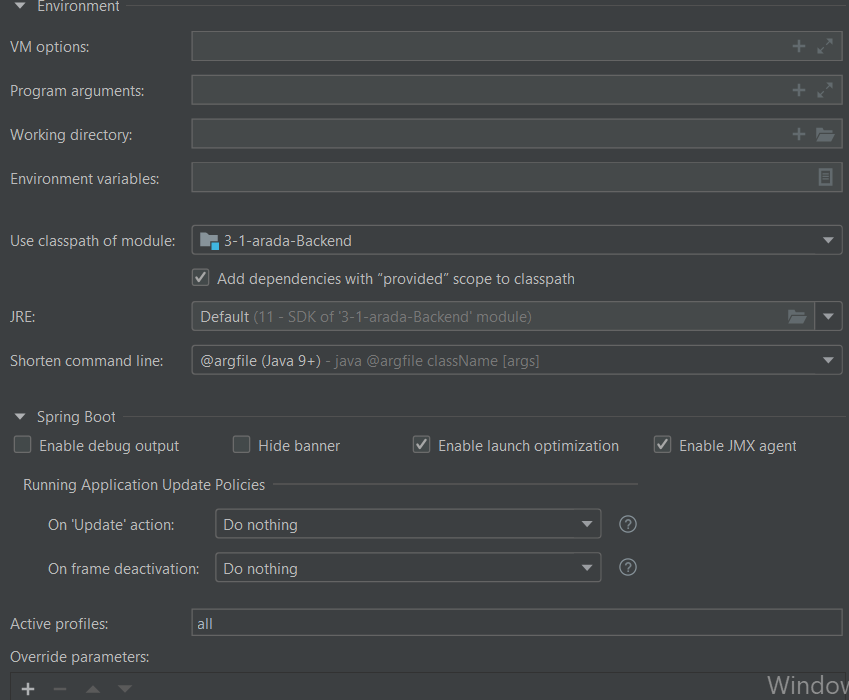 Environment
VM options:
Program arguments:
Working directory:
Environment variables:
Use classpath of module: 3-1-arada-Backend
Add dependencies with “provided” scope to classpath
JRE: Default (11 - SDK of '3-1-arada-Backend' module)
Shorten command line: @argfile (Java 9+) - java @argfile className [args]
Spring Boot
Enable debug output Hide banner Enable launch optimization Enable JMX agent
Running Application Update Policies
On 'Update' action: Do nothing ?
On frame deactivation: Do nothing ?
Active profiles: all
Override parameters:
Window